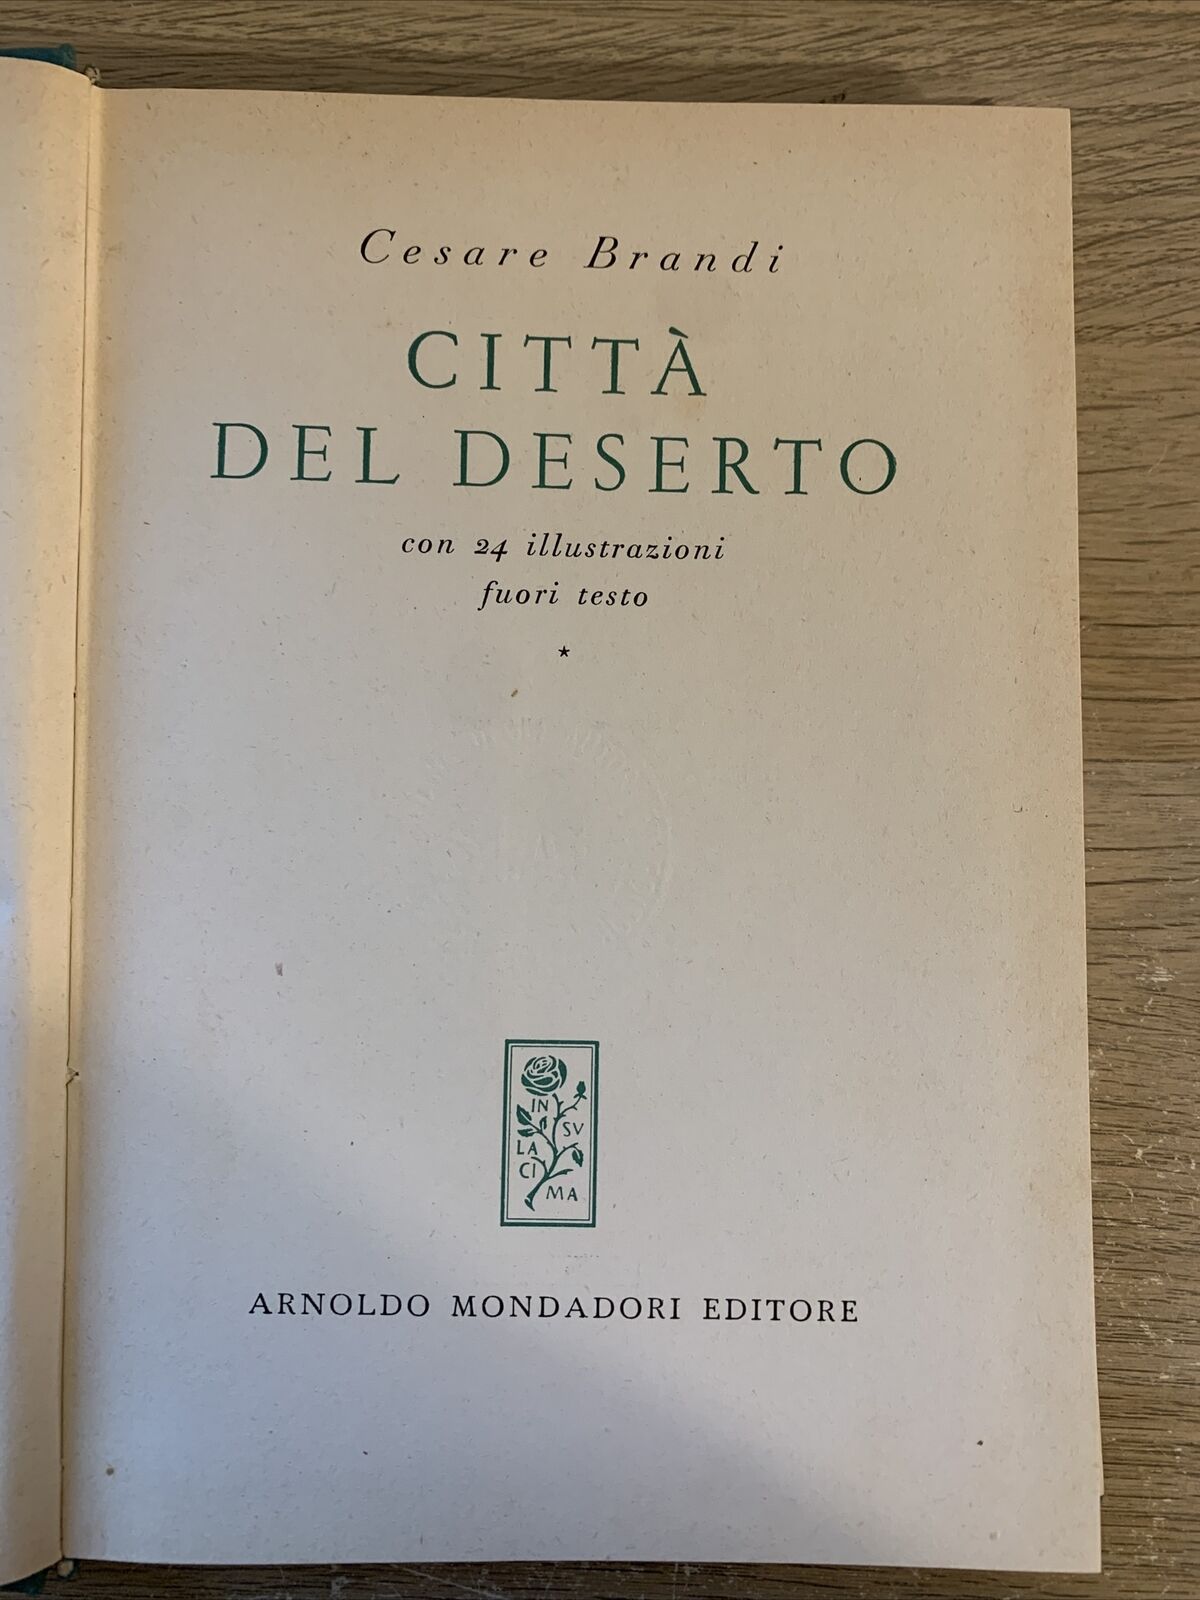 Cesare Brandi
CITTÀ
DEL DESERTO
con 24 illustrazioni
fuori testo
★
IN
SV
LA
CI
MA
ARNOLDO MONDADORI EDITORE